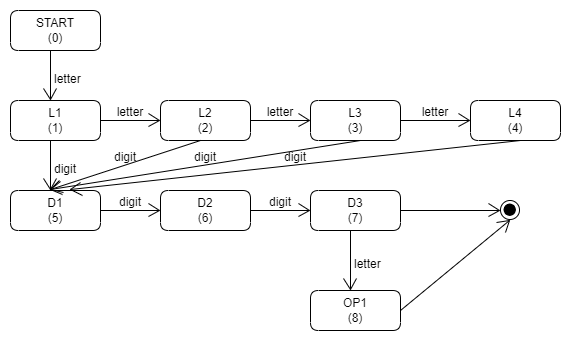 START
(0)
letter
L1
(1)
letter
L2
(2)
letter
L3
(3)
letter
L4
(4)
digit
digit
digit
digit
D1
(5)
digit
D2
(6)
digit
D3
(7)
letter
OP1
(8)